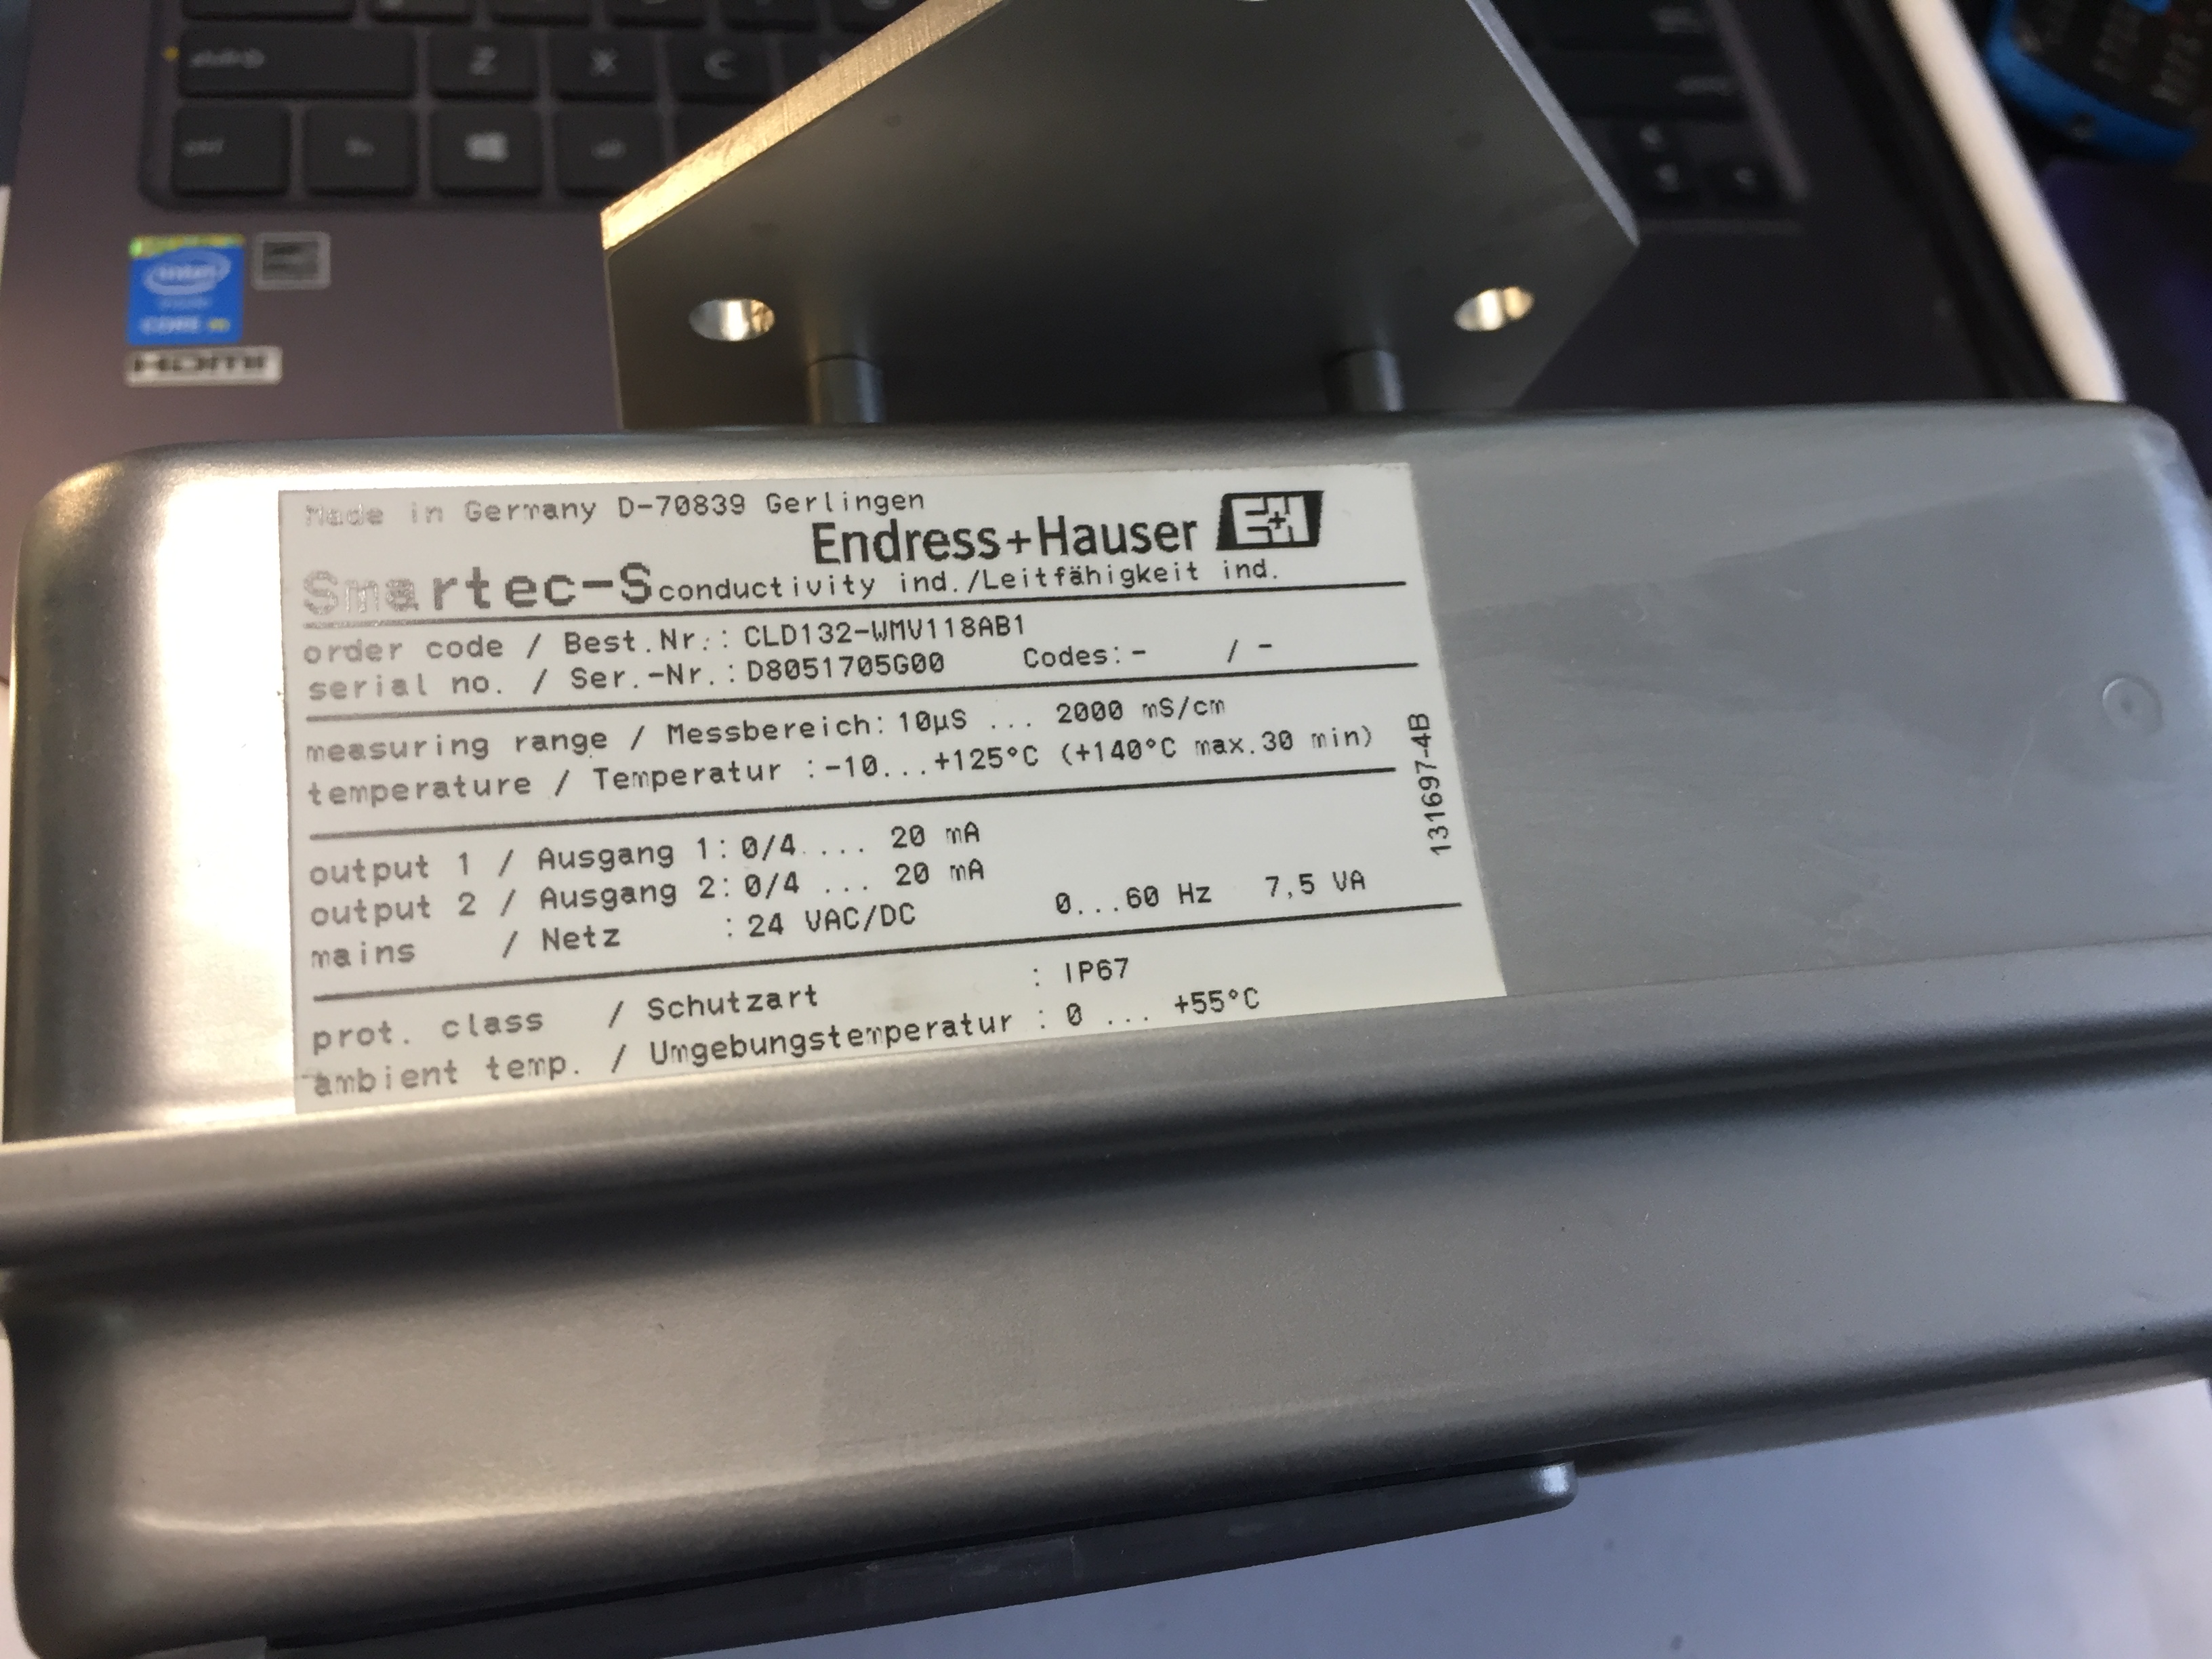 Z X C
intel
CORE
HDMI
Made in Germany D-70839 Gerlingen
Endress+Hauser E+H
Smartec-S conductivity ind./Leitfähigkeit ind.
order code / Best.Nr.: CLD132-WMV118AB1
serial no. / Ser.-Nr.: D8051705G00 Codes: - / -
measuring range / Messbereich: 10µS ... 2000 mS/cm
temperature / Temperatur : -10...+125°C (+140°C max.30 min)
output 1 / Ausgang 1: 0/4 .... 20 mA
output 2 / Ausgang 2: 0/4 ... 20 mA
mains / Netz : 24 VAC/DC 0...60 Hz 7,5 VA
prot. class / Schutzart : IP67
ambient temp. / Umgebungstemperatur : 0 ... +55°C
131697-4B